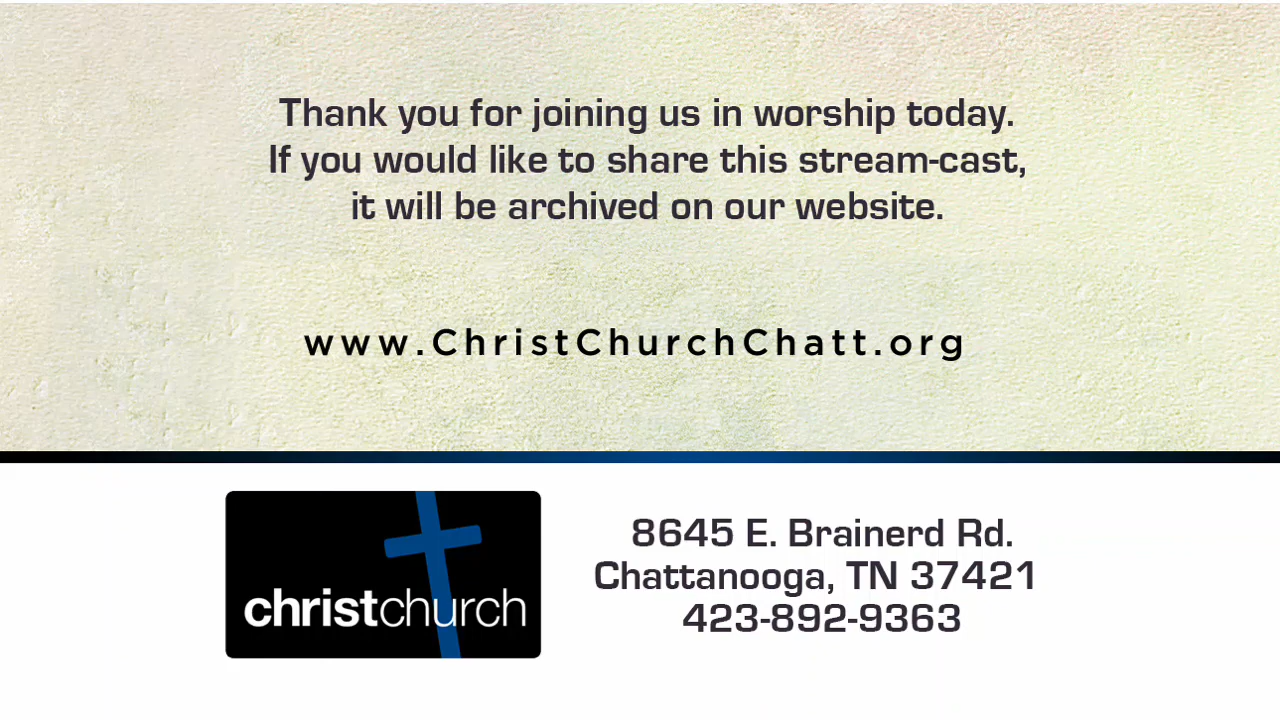 Thank you for joining us in worship today.
If you would like to share this stream-cast,
it will be archived on our website.
www.ChristChurchChatt.org
christchurch
8645 E. Brainerd Rd.
Chattanooga, TN 37421
423-892-9363